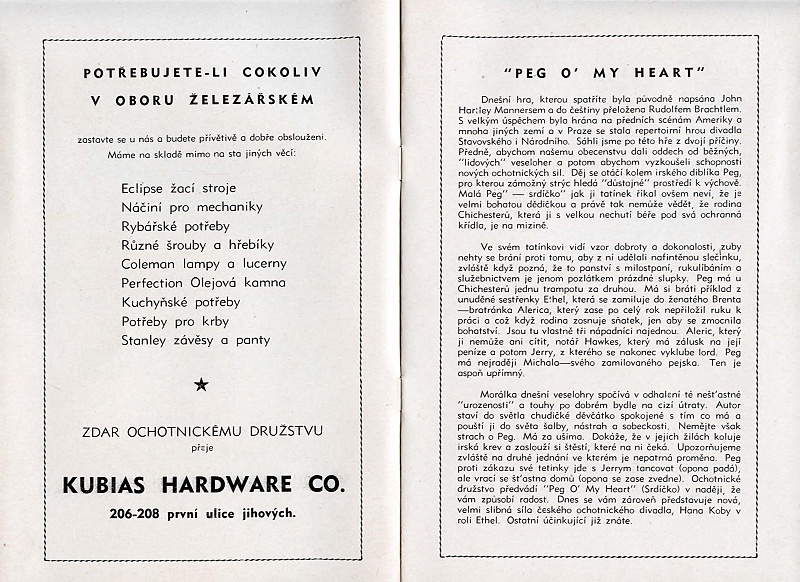 POTŘEBUJETE-LI COKOLIV
V OBORU ŽELEZÁŘSKÉM
zastavte se u nás a budete přívětivě a dobře obslouženi.
Máme na skladě mimo na sta jiných věcí:
Eclipse žací stroje
Náčiní pro mechaniky
Rybářské potřeby
Různé šrouby a hřebíky
Coleman lampy a lucerny
Perfection Olejová kamna
Kuchyňské potřeby
Potřeby pro krby
Stanley závěsy a panty
ZDAR OCHOTNICKÉMU DRUŽSTVU
přeje
KUBIAS HARDWARE CO.
206-208 první ulice jihových.
"PEG O' MY HEART"
Dnešní hra, kterou spatříte byla původně napsána John
Hartley Mannersem a do češtiny přeložena Rudolfem Brachtlem.
S velkým úspěchem byla hrána na předních scénám Ameriky a
mnoha jiných zemí a v Praze se stala repertoirní hrou divadla
Stavovského i Národního. Sáhli jsme po této hře z dvojí příčiny.
Předně, abychom našemu obecenstvu dali oddech od běžných,
"lidových" veseloher a potom abychom vyzkoušeli schopnosti
nových ochotnických sil. Děj se otáčí kolem irského diblíka Peg,
pro kterou zámožný strýc hledá "důstojné" prostředí k výchově.
Malá Peg" — srdíčko" jak ji tatínek říkal ovšem neví, že je
velmi bohatou dědičkou a právě tak nemůže vědět, že rodina
Chichesterů, která ji s velkou nechutí béře pod svá ochranná
křídla, je na mizině.
Ve svém tatínkovi vidí vzor dobroty a dokonalosti, zuby
nehty se brání proti tomu, aby z ní udělali nafintěnou slečinku,
zvláště když pozná, že to panství s milostpaní, rukulíbáním a
služebnictvem je jenom pozlátkem prázdné slupky. Peg má u
Chichesterů jednu trampotu za druhou. Má si bráti příklad z
unuděné sestřenky Ethel, která se zamiluje do ženatého Brenta
—bratránka Alerica, který zase po celý rok nepřiložil ruku k
práci a což když rodina zosnuje sňatek, jen aby se zmocnila
bohatství. Jsou tu vlastně tři nápadníci najednou. Aleric, který
ji nemůže ani cítit, notář Hawkes, který má zálusk na její
peníze a potom Jerry, z kterého se nakonec vyklube lord. Peg
má nejraději Michala—svého zamilovaného pejska. Ten je
aspoň upřímný.
Morálka dnešní veselohry spočívá v odhalení té nešťastné
"urozenosti" a touhy po dobrém bydle na cizí útraty. Autor
staví do světla chudičké děvčátko spokojené s tím co má a
pouští ji do světa šalby, nástrah a sobeckosti. Nemějte však
strach o Peg. Má za ušima. Dokáže, že v jejich žilách koluje
irská krev a zaslouží si štěstí, které na ni čeká. Upozorňujeme
zvláště na druhé jednání ve kterém je nepatrná proměna. Peg
proti zákazu své tetinky jde s Jerrym tancovat (opona padá),
ale vrací se šťastna domů (opona se zase zvedne). Ochotnické
družstvo předvádí "Peg O' My Heart" (Srdíčko) v naději, že
vám způsobí radost. Dnes se vám zároveň představuje nová,
velmi slibná síla českého ochotnického divadla, Hana Koby v
roli Ethel. Ostatní účinkující již znáte.